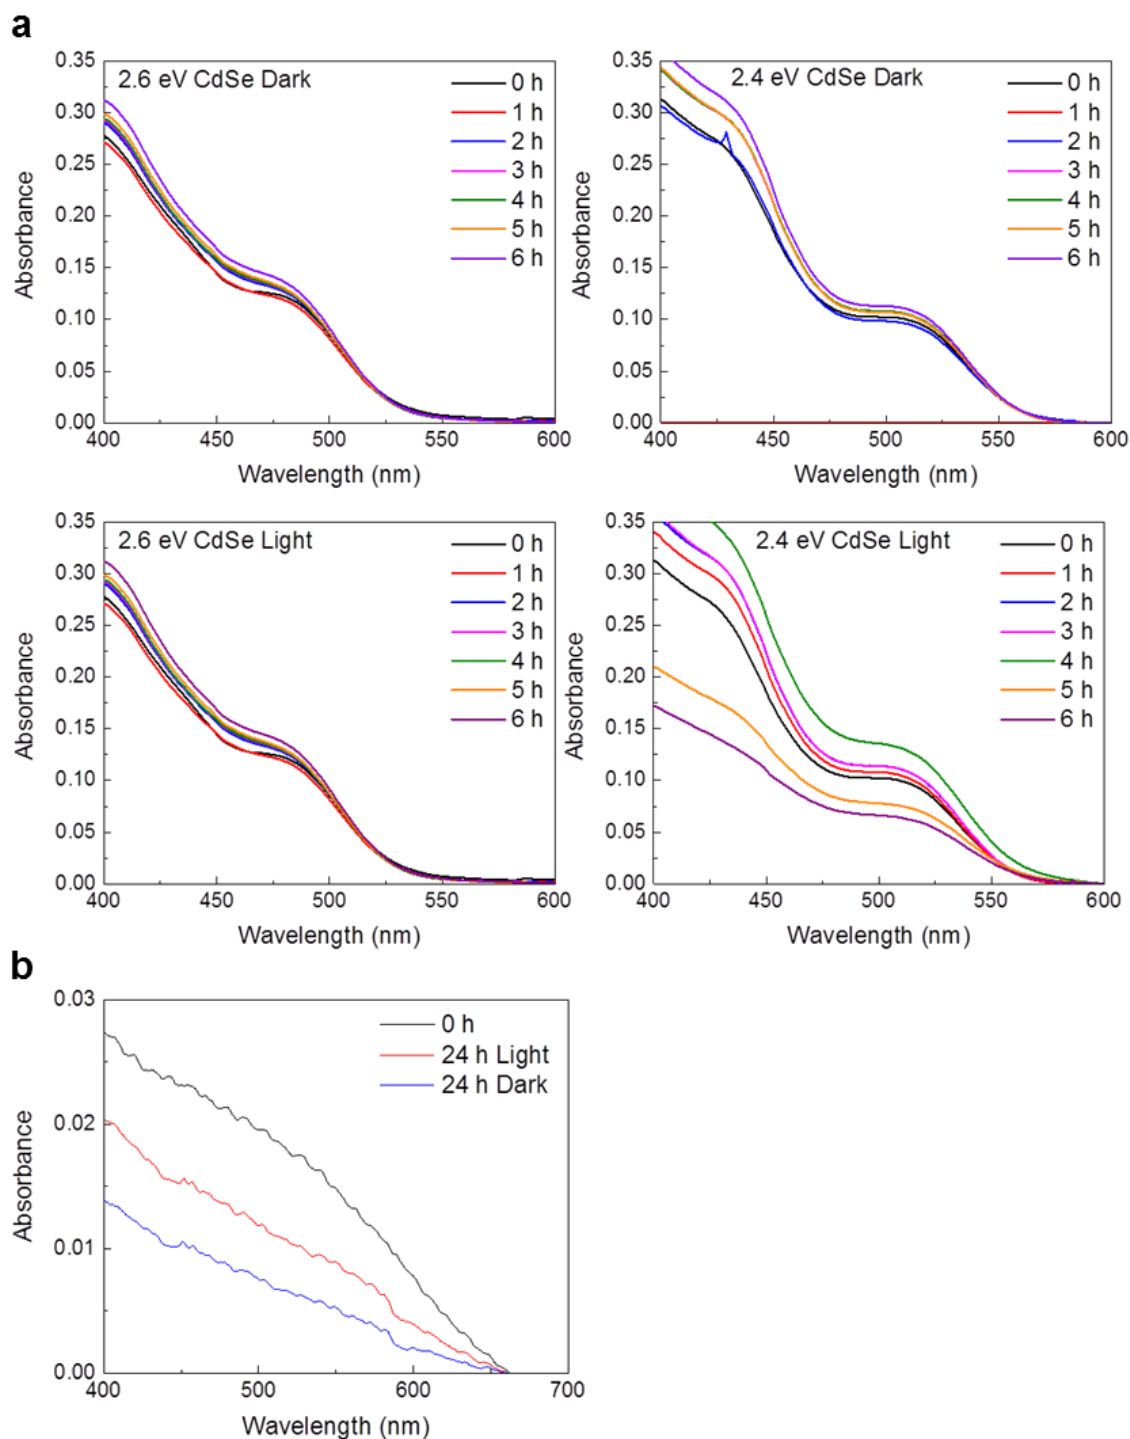 a
2.6 eV CdSe Dark
0 h
1 h
2 h
3 h
4 h
5 h
6 h
0.35
0.30
0.25
0.20
0.15
0.10
0.05
0.00
Absorbance
400 450 500 550 600
Wavelength (nm)
2.4 eV CdSe Dark
0 h
1 h
2 h
3 h
4 h
5 h
6 h
0.35
0.30
0.25
0.20
0.15
0.10
0.05
0.00
Absorbance
400 450 500 550 600
Wavelength (nm)
2.6 eV CdSe Light
0 h
1 h
2 h
3 h
4 h
5 h
6 h
0.35
0.30
0.25
0.20
0.15
0.10
0.05
0.00
Absorbance
400 450 500 550 600
Wavelength (nm)
2.4 eV CdSe Light
0 h
1 h
2 h
3 h
4 h
5 h
6 h
0.35
0.30
0.25
0.20
0.15
0.10
0.05
0.00
Absorbance
400 450 500 550 600
Wavelength (nm)
b
0 h
24 h Light
24 h Dark
0.03
0.02
0.01
0.00
Absorbance
400 500 600 700
Wavelength (nm)